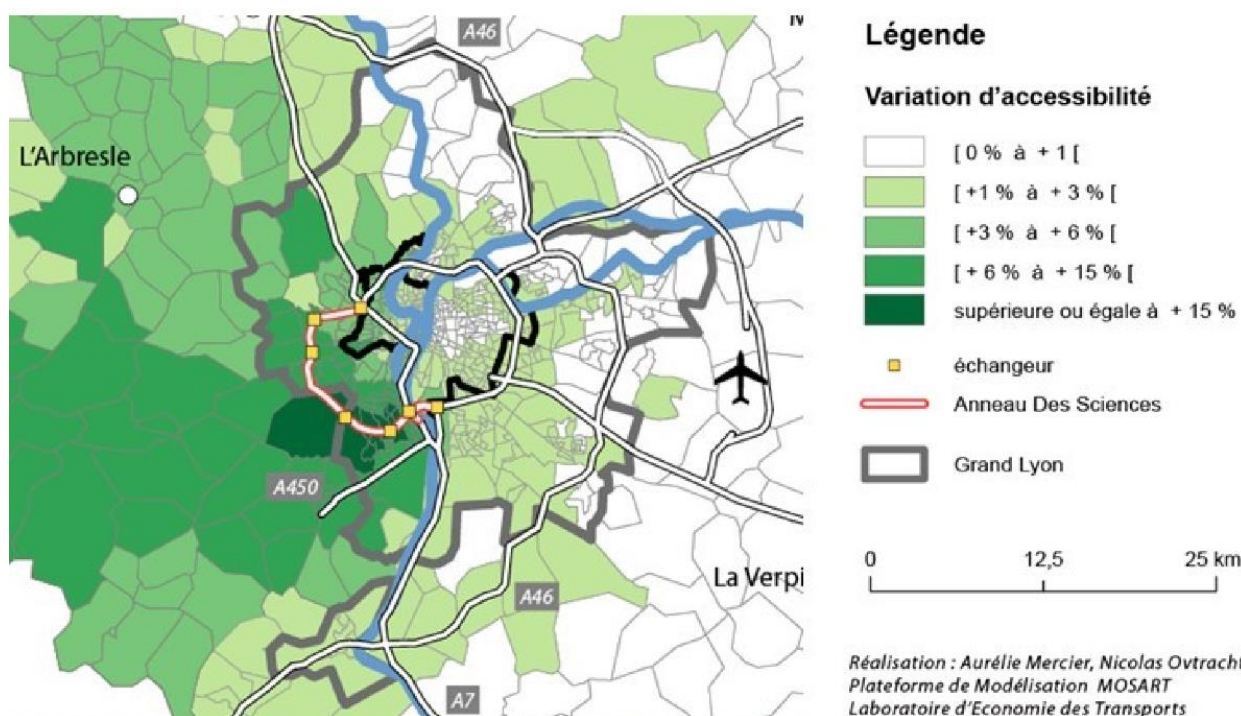 A46
M
L'Arbresle
A450
La Verpi
A46
A7
Légende
Variation d'accessibilité
[ 0 % à + 1 [
[ +1 % à + 3 % [
[ +3 % à + 6 % [
[ + 6 % à + 15 % [
supérieure ou égale à + 15 %
échangeur
Anneau Des Sciences
Grand Lyon
0 12,5 25 km
Réalisation : Aurélie Mercier, Nicolas Ovtracht
Plateforme de Modélisation MOSART
Laboratoire d'Economie des Transports